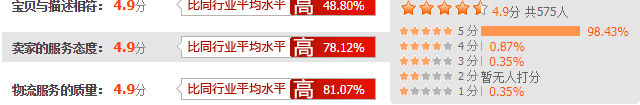 宝贝与描述相符： 4.9分 比同行业平均水平 高 48.80%
卖家的服务态度： 4.9分 比同行业平均水平 高 78.12%
物流服务的质量： 4.9分 比同行业平均水平 高 81.07%
4.9分 共575人
5 分 98.43%
4 分 0.87%
3 分 0.35%
2 分 暂无人打分
1 分 0.35%